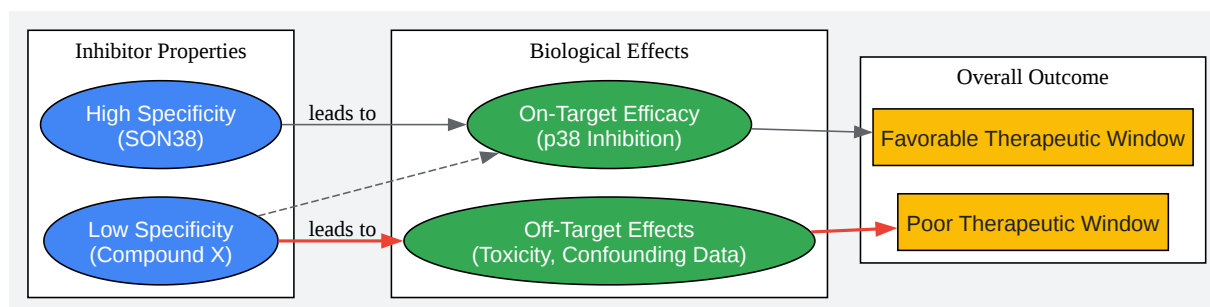 Inhibitor Properties
High Specificity
(SON38)
Low Specificity
(Compound X)
leads to
leads to
Biological Effects
On-Target Efficacy
(p38 Inhibition)
Off-Target Effects
(Toxicity, Confounding Data)
Overall Outcome
Favorable Therapeutic Window
Poor Therapeutic Window